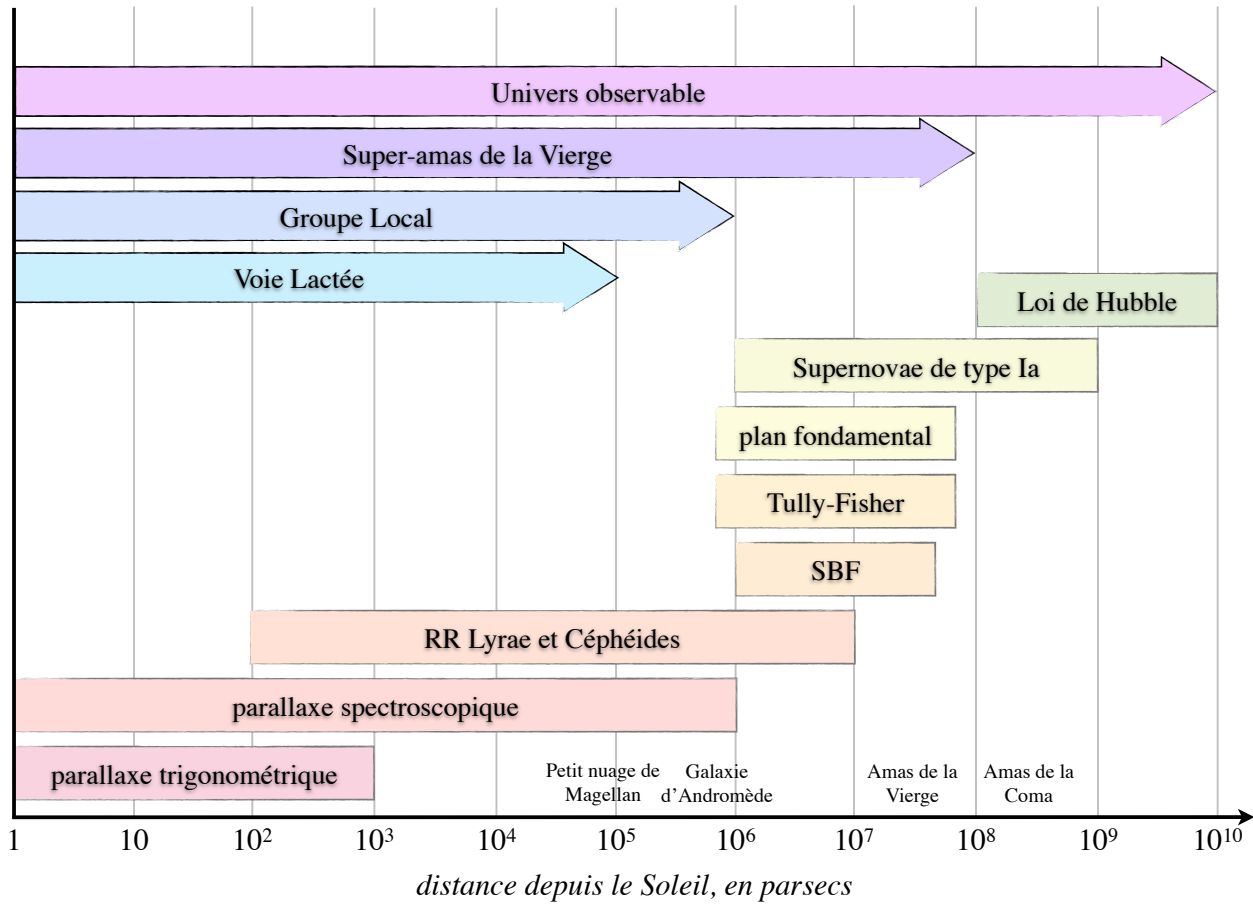 Univers observable
Super-amas de la Vierge
Groupe Local
Voie Lactée
Loi de Hubble
Supernovae de type Ia
plan fondamental
Tully-Fisher
SBF
RR Lyrae et Céphéides
parallaxe spectroscopique
parallaxe trigonométrique
Petit nuage de
Magellan
Galaxie
d’Andromède
Amas de la
Vierge
Amas de la
Coma
1 10 10² 10³ 10⁴ 10⁵ 10⁶ 10⁷ 10⁸ 10⁹ 10¹⁰
distance depuis le Soleil, en parsecs